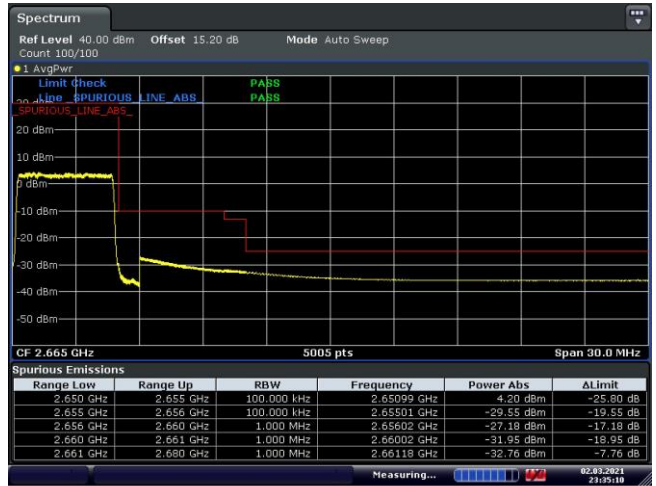 Spectrum
Ref Level 40.00 dBm Offset 15.20 dB Mode Auto Sweep
Count 100/100
1 AvgPwr
Limit Check PASS
Line _SPURIOUS_LINE_ABS_ PASS
_SPURIOUS_LINE_ABS_
20 dBm
10 dBm
0 dBm
-10 dBm
-20 dBm
-30 dBm
-40 dBm
-50 dBm
CF 2.665 GHz 5005 pts Span 30.0 MHz
Spurious Emissions
Range Low Range Up RBW Frequency Power Abs ΔLimit
2.650 GHz 2.655 GHz 100.000 kHz 2.65099 GHz 4.20 dBm -25.80 dB
2.655 GHz 2.656 GHz 100.000 kHz 2.65501 GHz -29.55 dBm -19.55 dB
2.656 GHz 2.660 GHz 1.000 MHz 2.65602 GHz -27.18 dBm -17.18 dB
2.660 GHz 2.661 GHz 1.000 MHz 2.66002 GHz -31.95 dBm -18.95 dB
2.661 GHz 2.680 GHz 1.000 MHz 2.66118 GHz -32.76 dBm -7.76 dB
Measuring... 02.03.2021
23:35:10